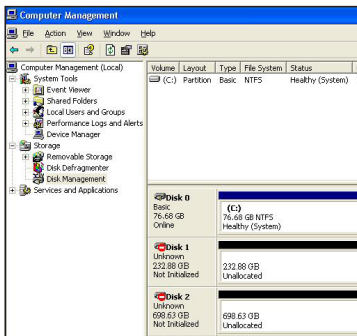 Computer Management
File Action View Window Help
Computer Management (Local)
System Tools
Event Viewer
Shared Folders
Local Users and Groups
Performance Logs and Alerts
Device Manager
Storage
Removable Storage
Disk Defragmenter
Disk Management
Services and Applications
Volume Layout Type File System Status
(C:) Partition Basic NTFS Healthy (System)
Disk 0
Basic
76.68 GB
Online
(C:)
76.68 GB NTFS
Healthy (System)
Disk 1
Unknown
232.88 GB
Not Initialized
232.88 GB
Unallocated
Disk 2
Unknown
698.63 GB
Not Initialized
698.63 GB
Unallocated